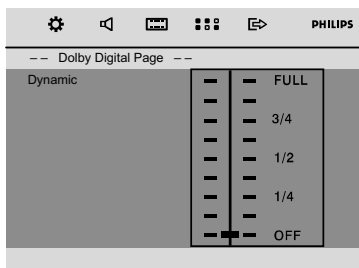 PHILIPS
-- Dolby Digital Page --
Dynamic
FULL
3/4
1/2
1/4
OFF